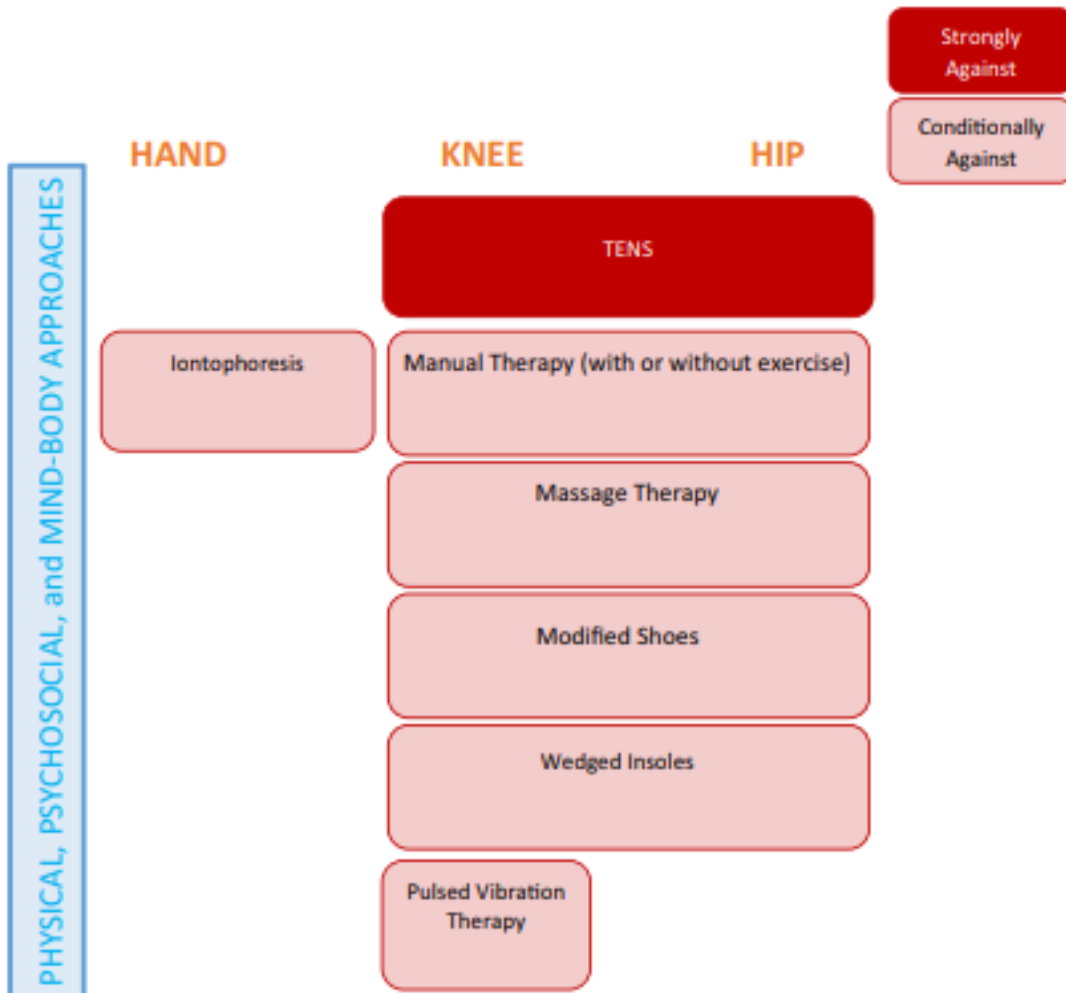 Strongly
Against
Conditionally
Against
HAND
KNEE
HIP
PHYSICAL, PSYCHOSOCIAL, and MIND-BODY APPROACHES
TENS
Iontophoresis
Manual Therapy (with or without exercise)
Massage Therapy
Modified Shoes
Wedged Insoles
Pulsed Vibration
Therapy